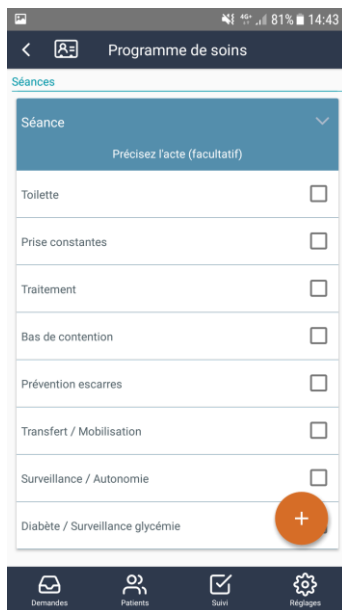 4G+ 81% 14:43
Programme de soins
Séances
Séance
Précisez l'acte (facultatif)
Toilette
Prise constantes
Traitement
Bas de contention
Prévention escarres
Transfert / Mobilisation
Surveillance / Autonomie
Diabète / Surveillance glycémie
+
Demandes Patients Suivi Réglages